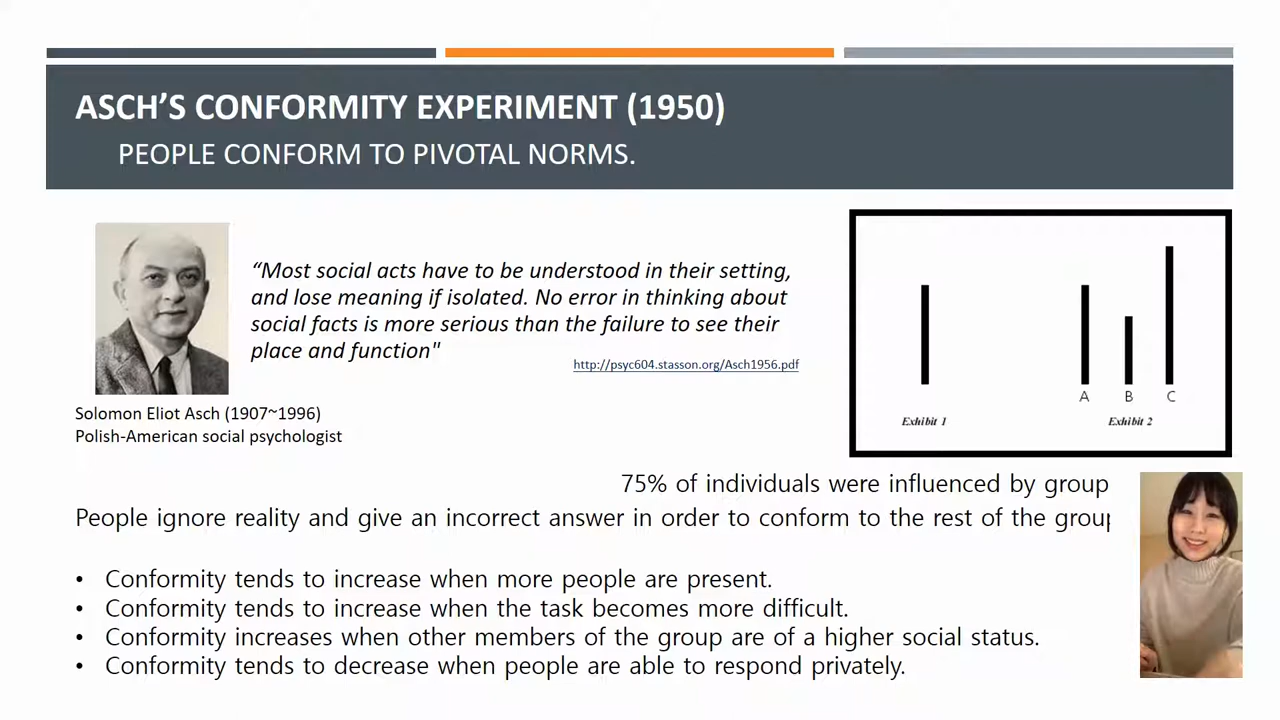 ASCH'S CONFORMITY EXPERIMENT (1950)
PEOPLE CONFORM TO PIVOTAL NORMS.
“Most social acts have to be understood in their setting,
and lose meaning if isolated. No error in thinking about
social facts is more serious than the failure to see their
place and function"
http://psyc604.stasson.org/Asch1956.pdf
Solomon Eliot Asch (1907~1996)
Polish-American social psychologist
A B C
Exhibit 1 Exhibit 2
75% of individuals were influenced by group
People ignore reality and give an incorrect answer in order to conform to the rest of the group
• Conformity tends to increase when more people are present.
• Conformity tends to increase when the task becomes more difficult.
• Conformity increases when other members of the group are of a higher social status.
• Conformity tends to decrease when people are able to respond privately.